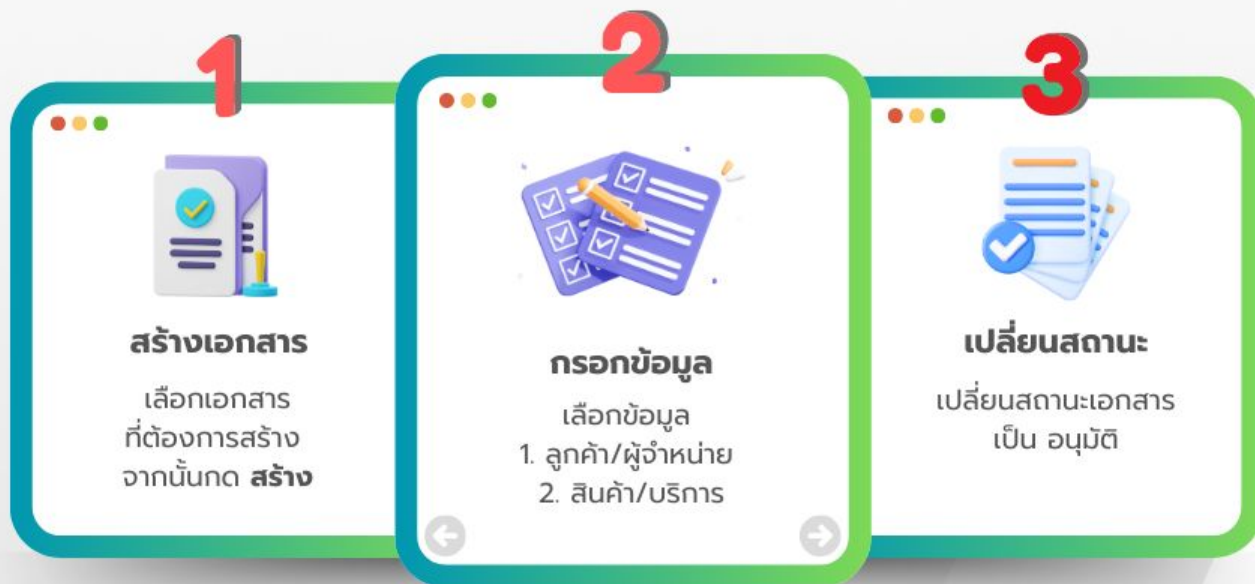 1
สร้างเอกสาร
เลือกเอกสาร
ที่ต้องการสร้าง
จากนั้นกด สร้าง
2
กรอกข้อมูล
เลือกข้อมูล
1. ลูกค้า/ผู้จำหน่าย
2. สินค้า/บริการ
3
เปลี่ยนสถานะ
เปลี่ยนสถานะเอกสาร
เป็น อนุมัติ